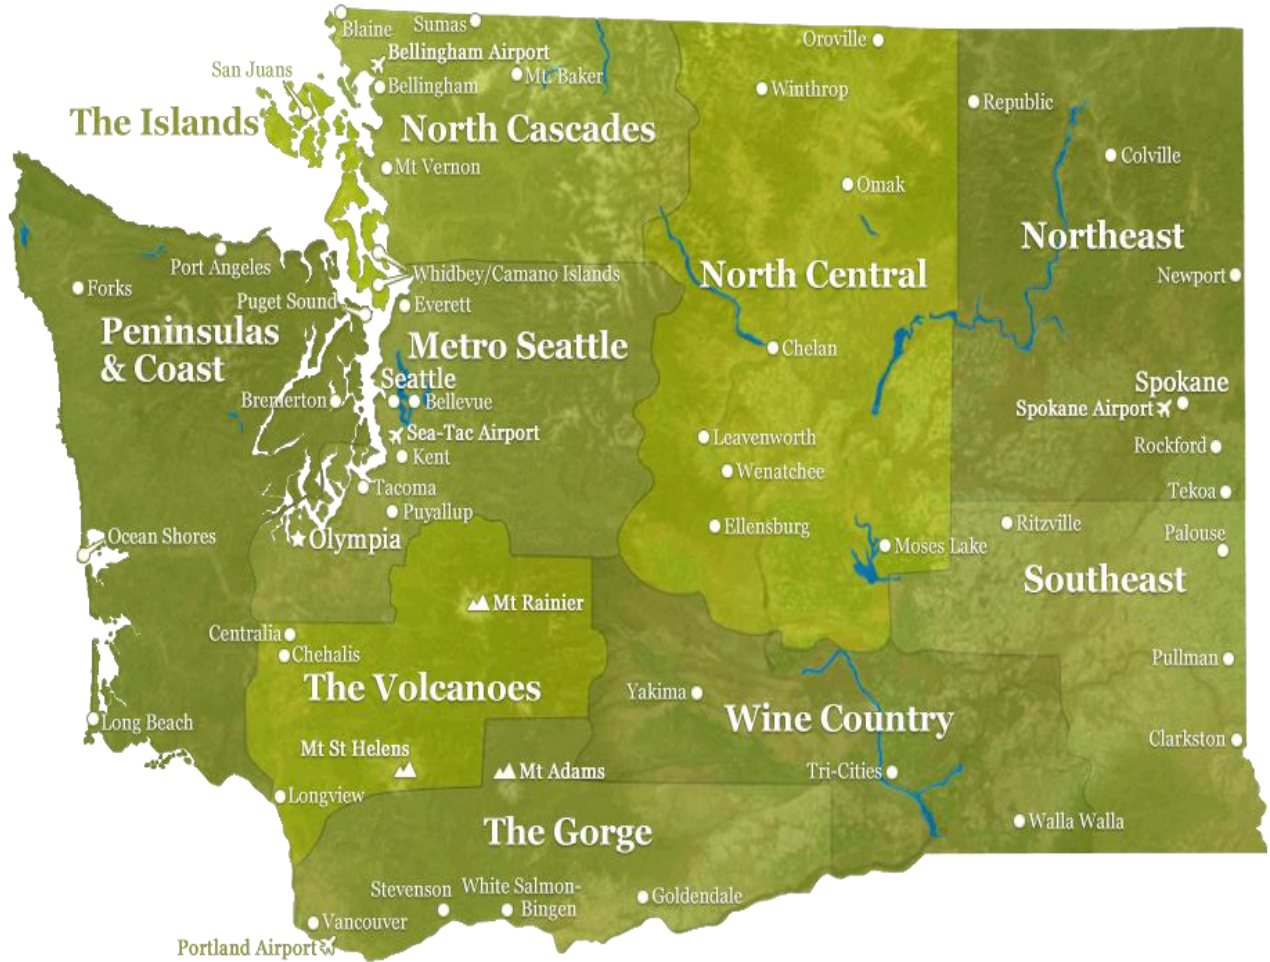 Blaine
Sumas
Oroville
Bellingham Airport
San Juans
Mt. Baker
Bellingham
Winthrop
Republic
The Islands
North Cascades
Colville
Mt Vernon
Omak
Northeast
Port Angeles
Whidbey/Camano Islands
North Central
Newport
Forks
Puget Sound
Everett
Peninsulas
& Coast
Metro Seattle
Chelan
Seattle
Spokane
Bremerton
Bellevue
Spokane Airport
Sea-Tac Airport
Leavenworth
Rockford
Kent
Wenatchee
Tacoma
Tekoa
Puyallup
Ellensburg
Ritzville
Ocean Shores
Olympia
Moses Lake
Palouse
Southeast
Mt Rainier
Centralia
Chehalis
Pullman
The Volcanoes
Yakima
Wine Country
Long Beach
Clarkston
Mt St Helens
Mt Adams
Tri-Cities
Longview
Walla Walla
The Gorge
Stevenson
White Salmon-
Bingen
Goldendale
Vancouver
Portland Airport